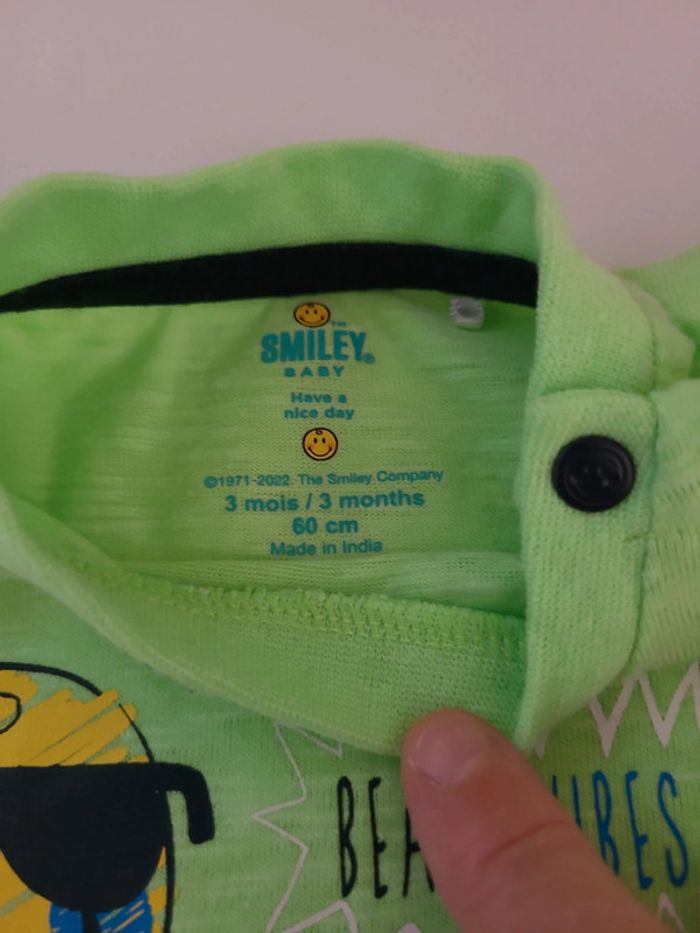 TM
SMILEY®
BABY
Have a
nice day
©1971-2022. The Smiley Company
3 mois / 3 months
60 cm
Made in India